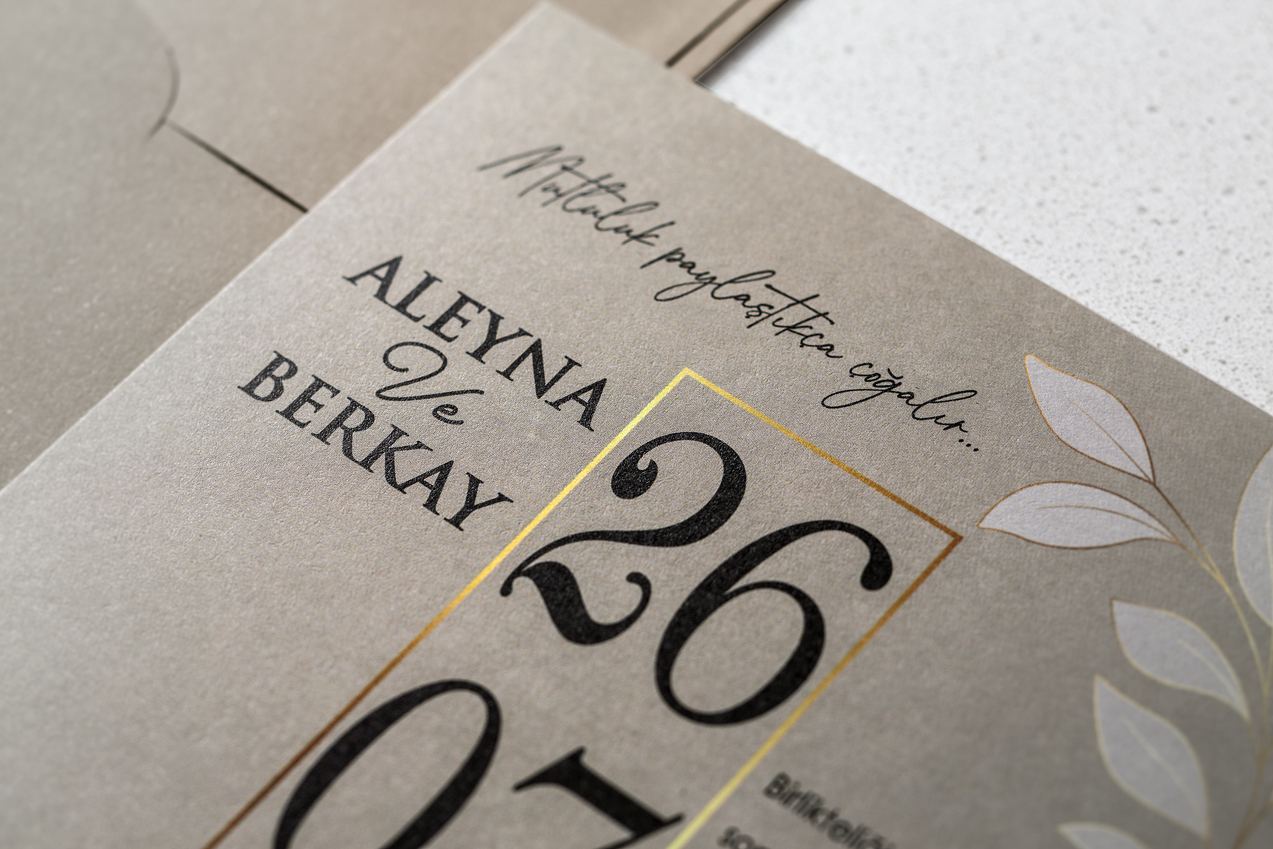 Mutluluk paylaştıkça çoğalır...
ALEYNA
Ve
BERKAY
26
07